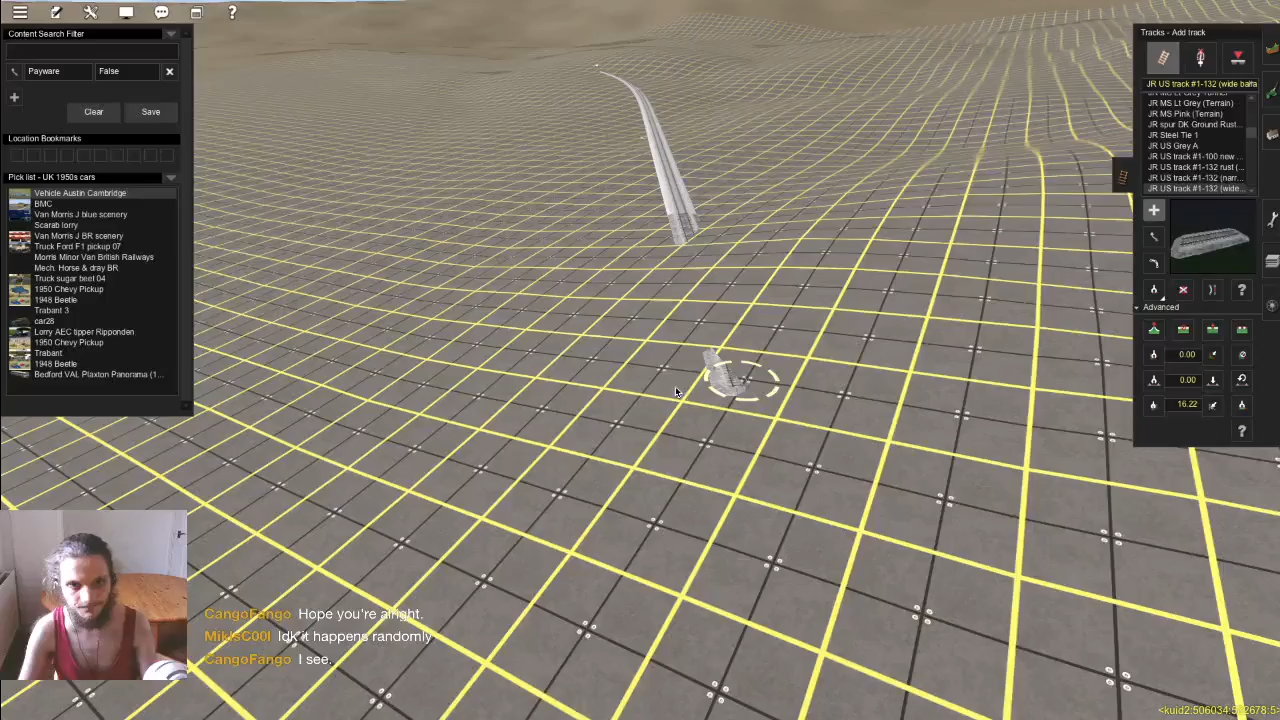 Content Search Filter
Payware
False
Clear
Save
Location Bookmarks
Pick list - UK 1950s cars
Vehicle Austin Cambridge
BMC
Van Morris J blue scenery
Scarab lorry
Van Morris J BR scenery
Truck Ford F1 pickup 07
Morris Minor Van British Railways
Mech. Horse & dray BR
Truck sugar beet 04
1950 Chevy Pickup
1948 Beetle
Trabant 3
car28
Lorry AEC tipper Ripponden
1950 Chevy Pickup
Trabant
1948 Beetle
Bedford VAL Plaxton Panorama (1...
CangoFango Hope you're alright.
MiklsC00l Idk it happens randomly
CangoFango I see.
Tracks - Add track
JR US track #1-132 (wide balla
JR MS Lt Grey (Terrain)
JR MS Pink (Terrain)
JR spur DK Ground Rust...
JR Steel Tie 1
JR US Grey A
JR US track #1-100 new ...
JR US track #1-132 rust (...
JR US track #1-132 (narr...
JR US track #1-132 (wide...
Advanced
0.00
0.00
16.22